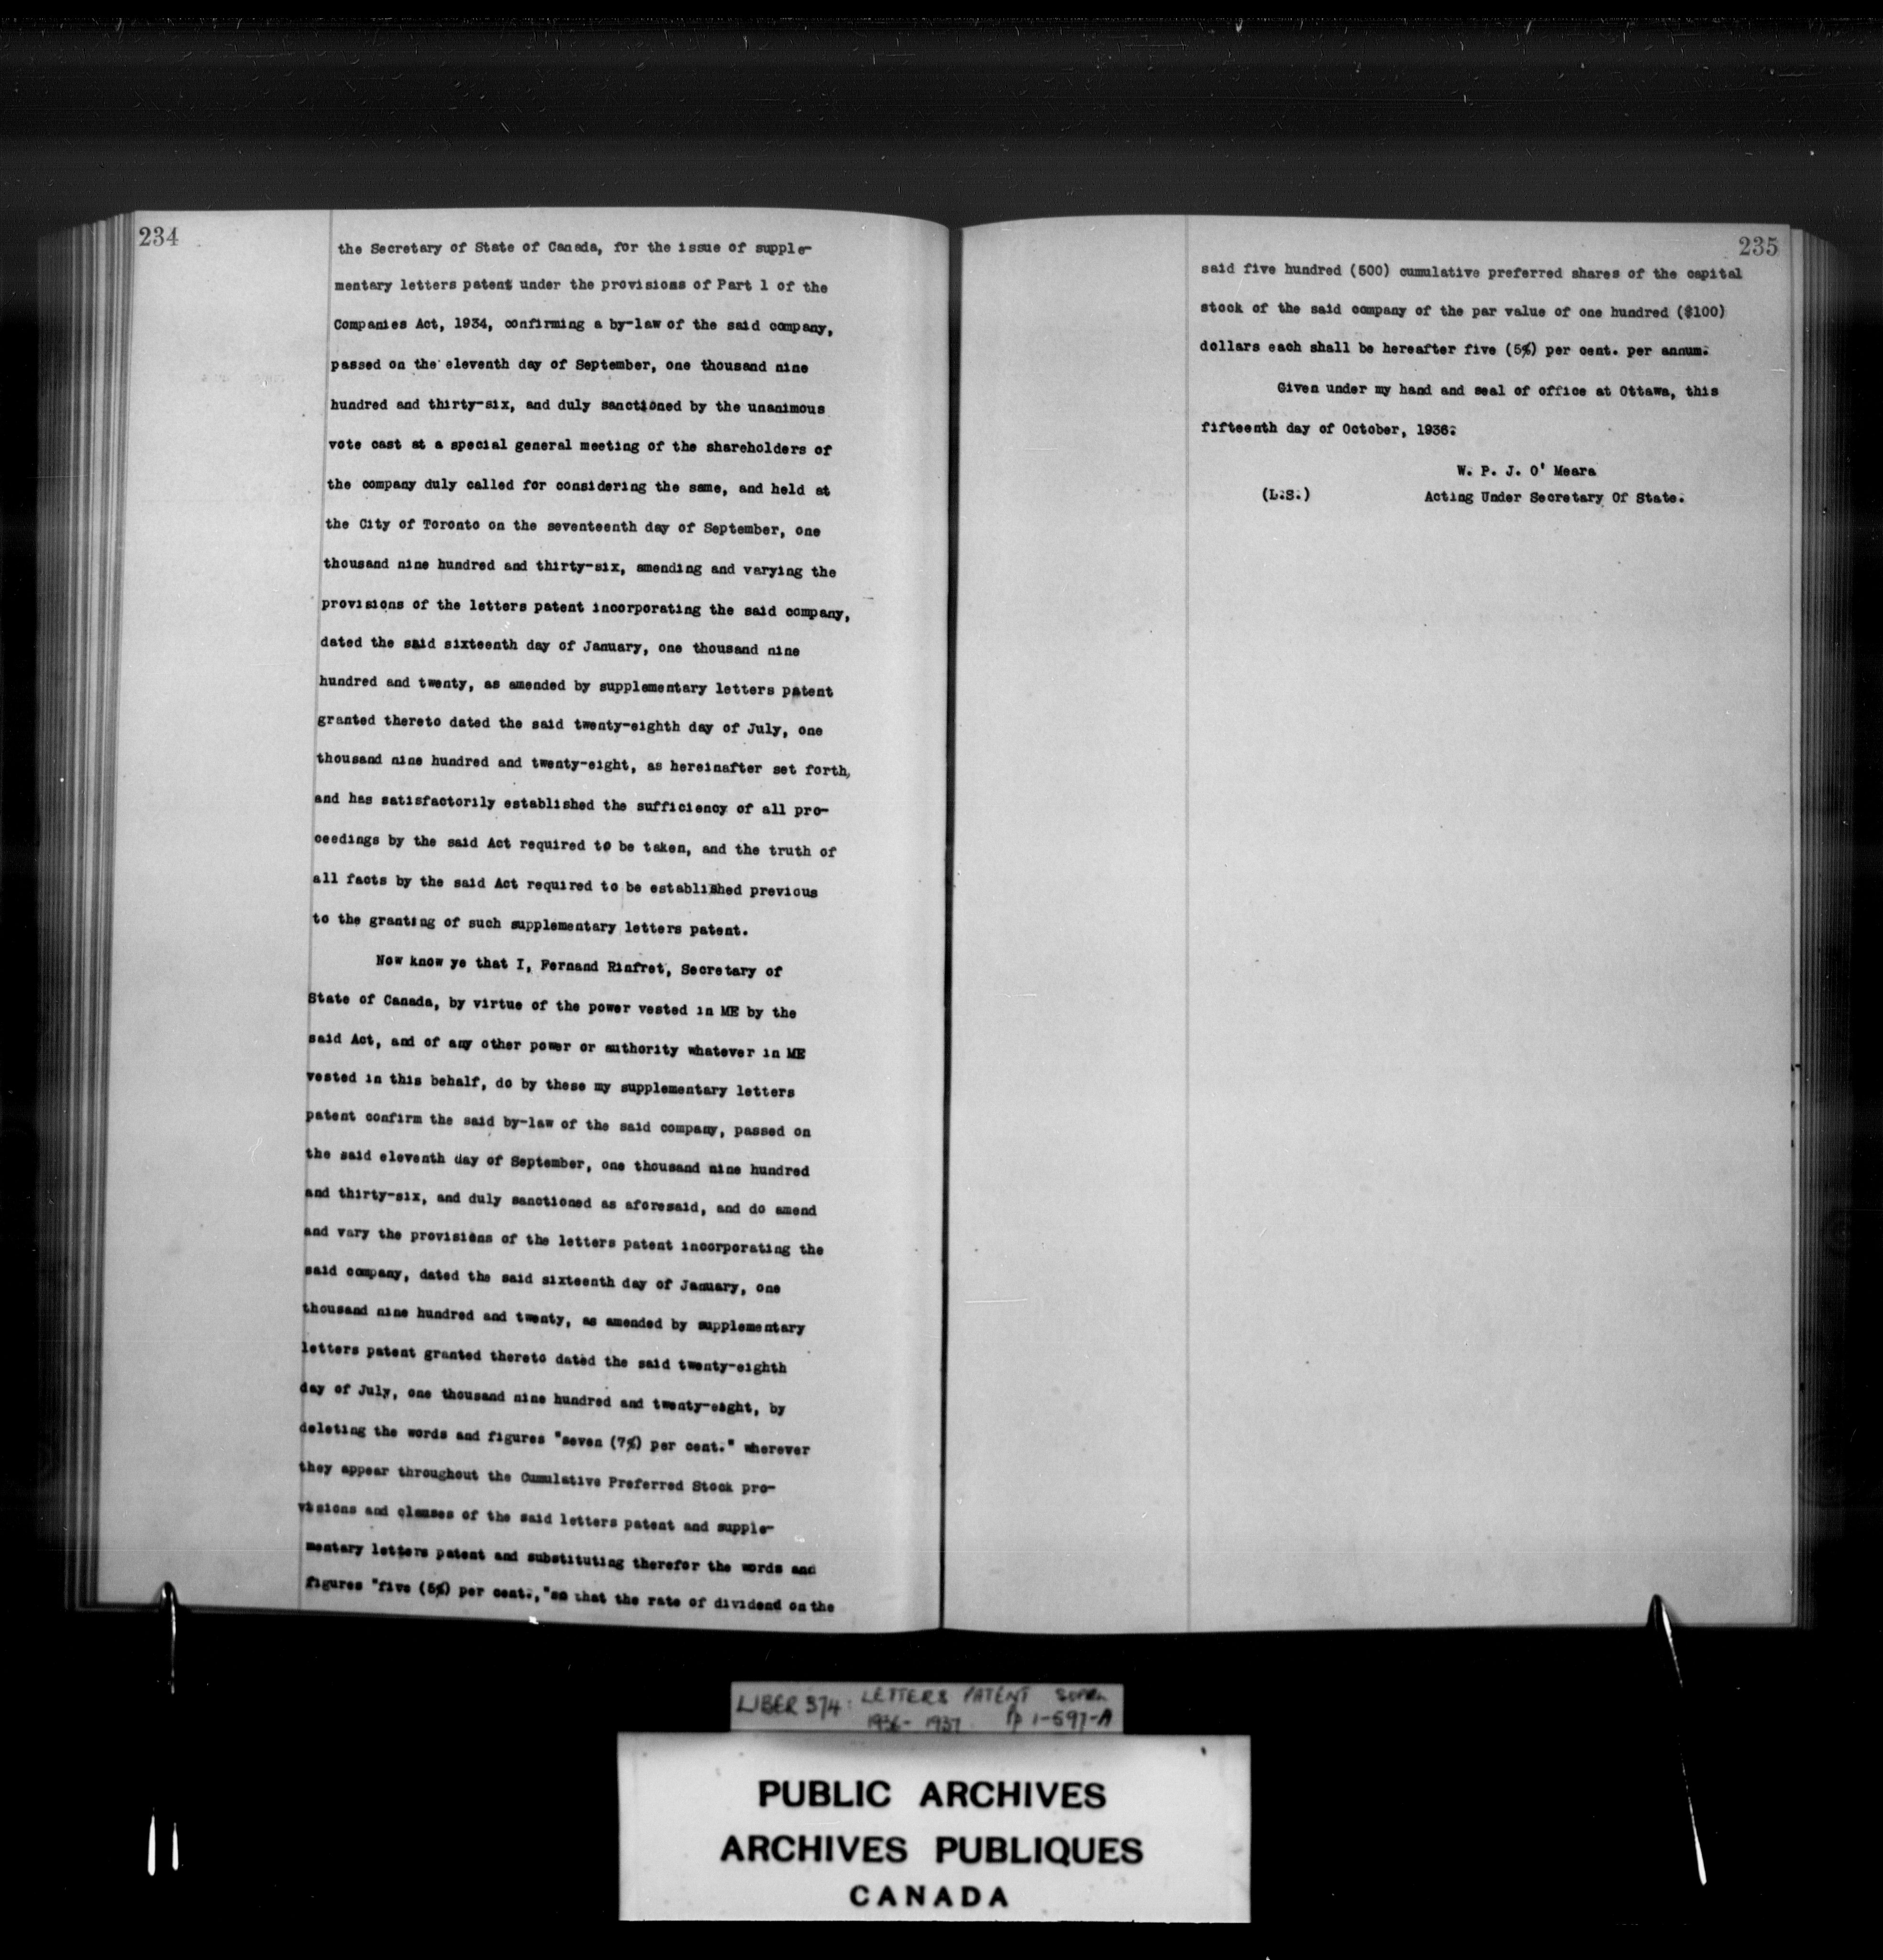 234
the Secretary of State of Canada, for the issue of supple-
mentary letters patent under the provisions of Part 1 of the
Companies Act, 1934, confirming a by-law of the said company,
passed on the eleventh day of September, one thousand nine
hundred and thirty-six, and duly sanctioned by the unanimous
vote cast at a special general meeting of the shareholders of
the company duly called for considering the same, and held at
the City of Toronto on the seventeenth day of September, one
thousand nine hundred and thirty-six, amending and varying the
provisions of the letters patent incorporating the said company,
dated the said sixteenth day of January, one thousand nine
hundred and twenty, as amended by supplementary letters patent
granted thereto dated the said twenty-eighth day of July, one
thousand nine hundred and twenty-eight, as hereinafter set forth,
and has satisfactorily established the sufficiency of all pro-
ceedings by the said Act required to be taken, and the truth of
all facts by the said Act required to be established previous
to the granting of such supplementary letters patent.
Now know ye that I, Fernand Rinfret, Secretary of
State of Canada, by virtue of the power vested in ME by the
said Act, and of any other power or authority whatever in ME
vested in this behalf, do by these my supplementary letters
patent confirm the said by-law of the said company, passed on
the said eleventh day of September, one thousand nine hundred
and thirty-six, and duly sanctioned as aforesaid, and do amend
and vary the provisions of the letters patent incorporating the
said company, dated the said sixteenth day of January, one
thousand nine hundred and twenty, as amended by supplementary
letters patent granted thereto dated the said twenty-eighth
day of July, one thousand nine hundred and twenty-eight, by
deleting the words and figures "seven (7%) per cent." wherever
they appear throughout the Cumulative Preferred Stock pro-
visions and clauses of the said letters patent and supple-
mentary letters patent and substituting therefor the words and
figures "five (5%) per cent.,"so that the rate of dividend on the
235
said five hundred (500) cumulative preferred shares of the capital
stock of the said company of the par value of one hundred ($100)
dollars each shall be hereafter five (5%) per cent. per annum.
Given under my hand and seal of office at Ottawa, this
fifteenth day of October, 1936.
W. P. J. O' Meara
(L.S.) Acting Under Secretary Of State.
LIBER 374: LETTERS PATENT
1936-1937 Pp 1-597-A
PUBLIC ARCHIVES
ARCHIVES PUBLIQUES
CANADA